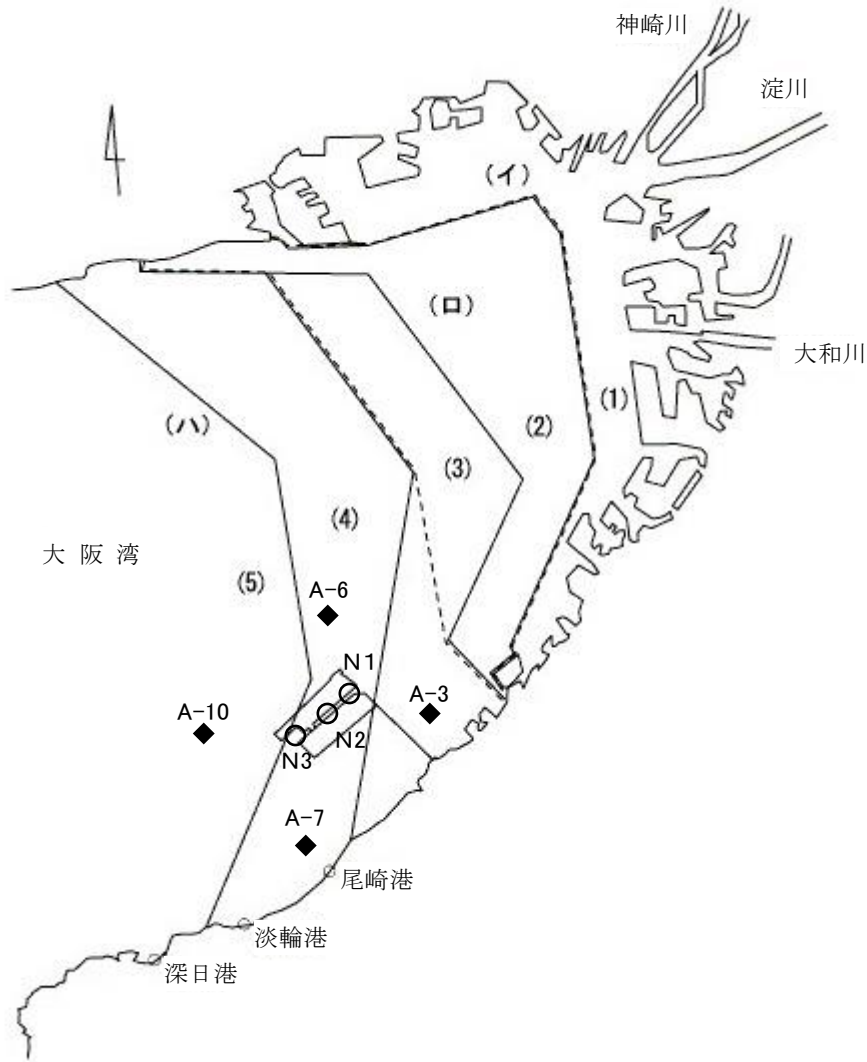 神崎川
淀川
(イ)
(ロ)
大和川
(1)
(ハ)
(2)
(3)
(4)
大阪湾
(5)
A-6
N1
A-3
A-10
N2
N3
A-7
尾崎港
淡輪港
深日港